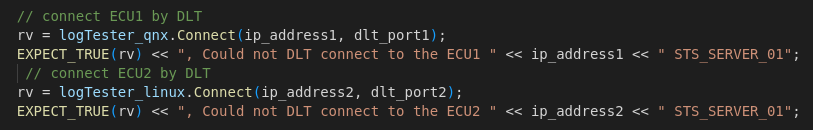 // connect ECU1 by DLT
rv = logTester_qnx.Connect(ip_address1, dlt_port1);
EXPECT_TRUE(rv) << ", Could not DLT connect to the ECU1 " << ip_address1 << " STS_SERVER_01";
// connect ECU2 by DLT
rv = logTester_linux.Connect(ip_address2, dlt_port2);
EXPECT_TRUE(rv) << ", Could not DLT connect to the ECU2 " << ip_address2 << " STS_SERVER_01";